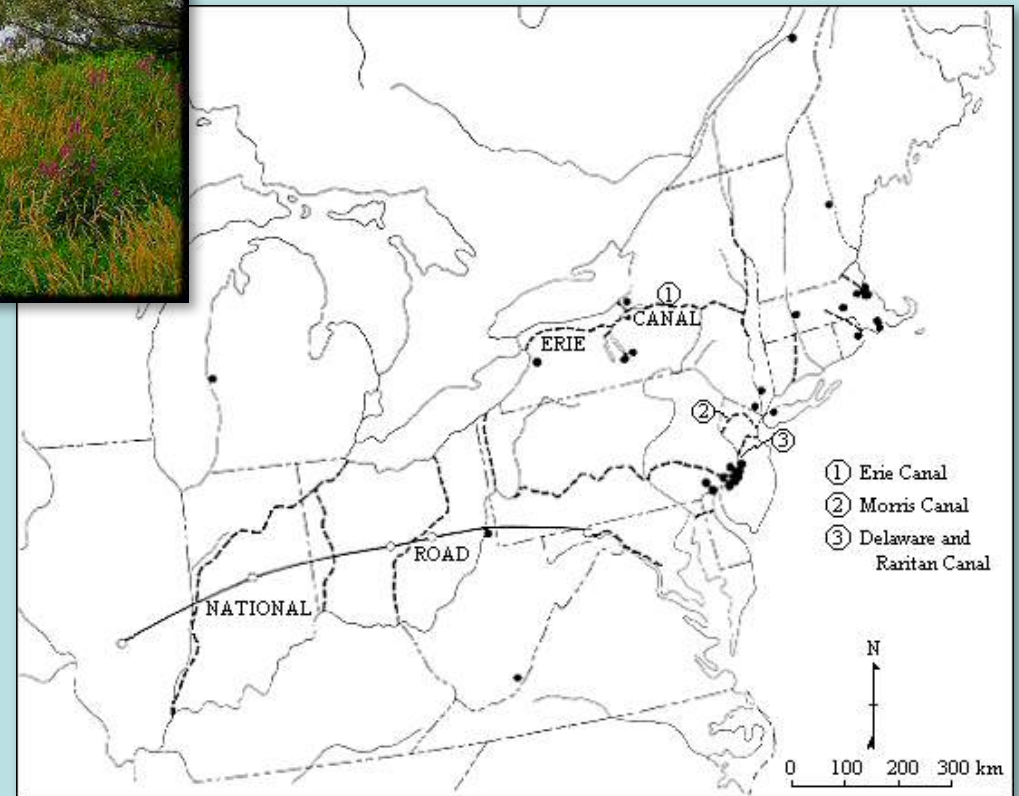 ①
CANAL
ERIE
②
③
① Erie Canal
② Morris Canal
③ Delaware and
Raritan Canal
ROAD
NATIONAL
N
0 100 200 300 km